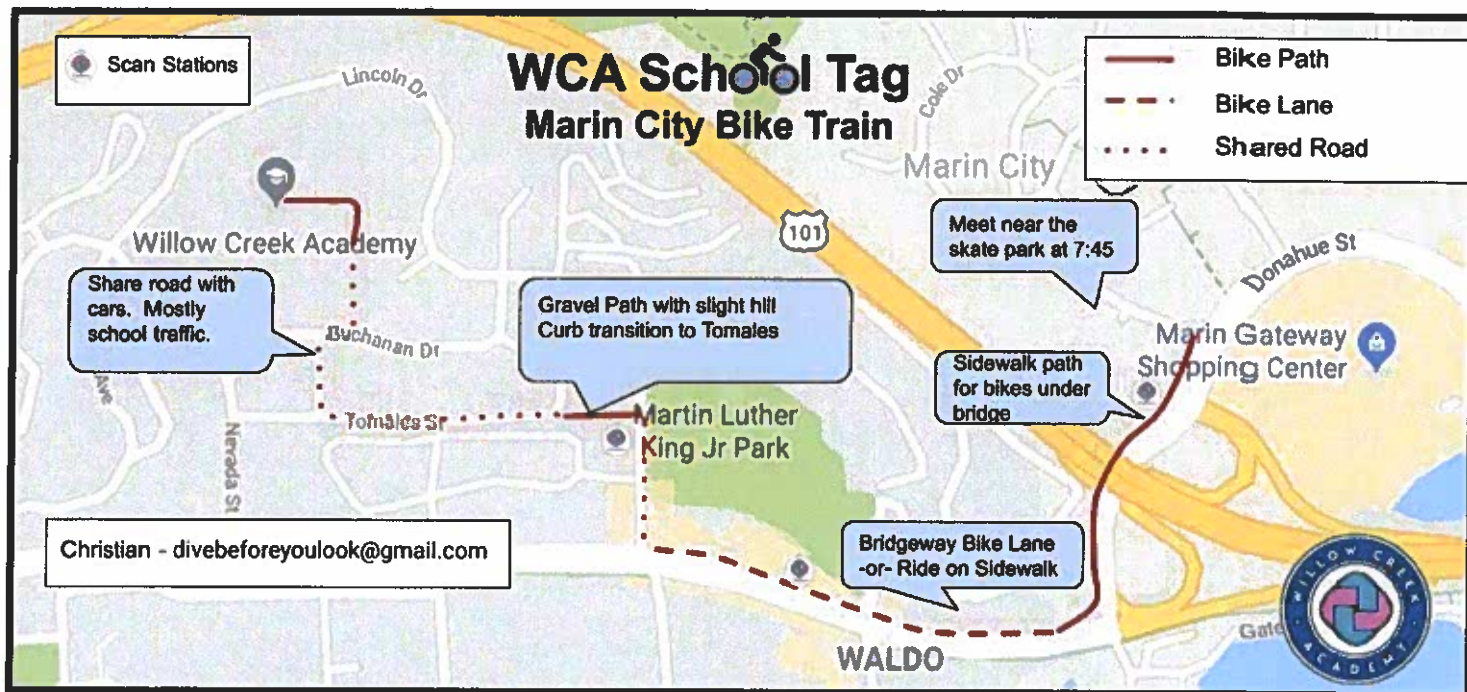 Scan Stations
WCA School Tag
Marin City Bike Train
Bike Path
Bike Lane
Shared Road
Lincoln Dr
Cole Dr
Marin City
101
Willow Creek Academy
Meet near the
skate park at 7:45
Donahue St
Share road with
cars. Mostly
school traffic.
Gravel Path with slight hill
Curb transition to Tomales
Buchanan Dr
Marin Gateway
Shopping Center
Sidewalk path
for bikes under
bridge
Ave
Tomales St
Martin Luther
King Jr Park
Nevada St
Christian - divebeforeyoulook@gmail.com
Bridgeway Bike Lane
-or- Ride on Sidewalk
WALDO
Gate
WILLOW CREEK
ACADEMY